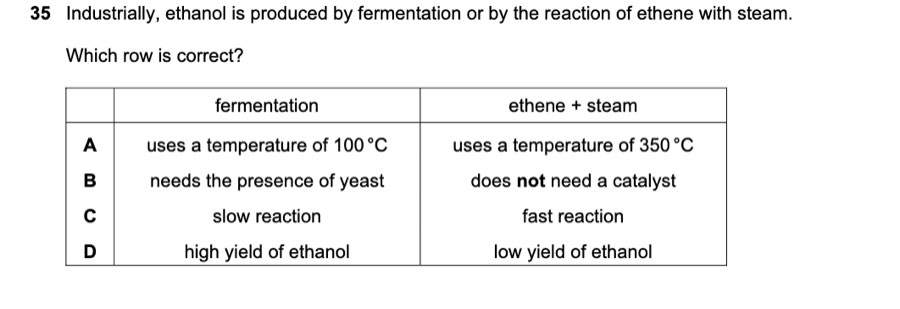 35 Industrially, ethanol is produced by fermentation or by the reaction of ethene with steam.
Which row is correct?
fermentation ethene + steam
A uses a temperature of 100 °C uses a temperature of 350 °C
B needs the presence of yeast does not need a catalyst
C slow reaction fast reaction
D high yield of ethanol low yield of ethanol